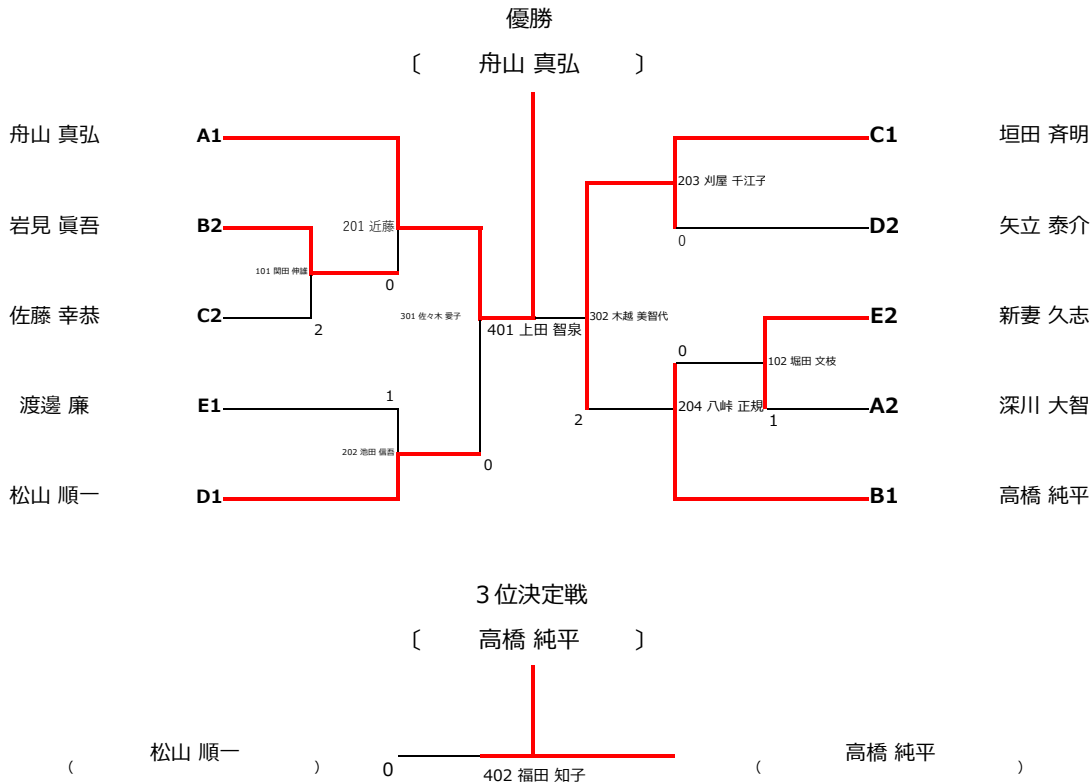 優勝
〔 舟山 真弘 〕
舟山 真弘 A1 C1 垣田 斉明
203 刈屋 千江子
岩見 眞吾 B2 201 近藤 D2 矢立 泰介
0
101 関田 伸雄
0
佐藤 幸恭 C2 301 佐々木 愛子 302 木越 美智代 E2 新妻 久志
2 401 上田 智泉
0
102 堀田 文枝
1
渡邊 廉 E1 204 八峠 正規 A2 深川 大智
2 1
202 池田 信吾
0
松山 順一 D1 B1 高橋 純平
３位決定戦
〔 高橋 純平 〕
松山 順一 高橋 純平
( ) 0 402 福田 知子 ( )